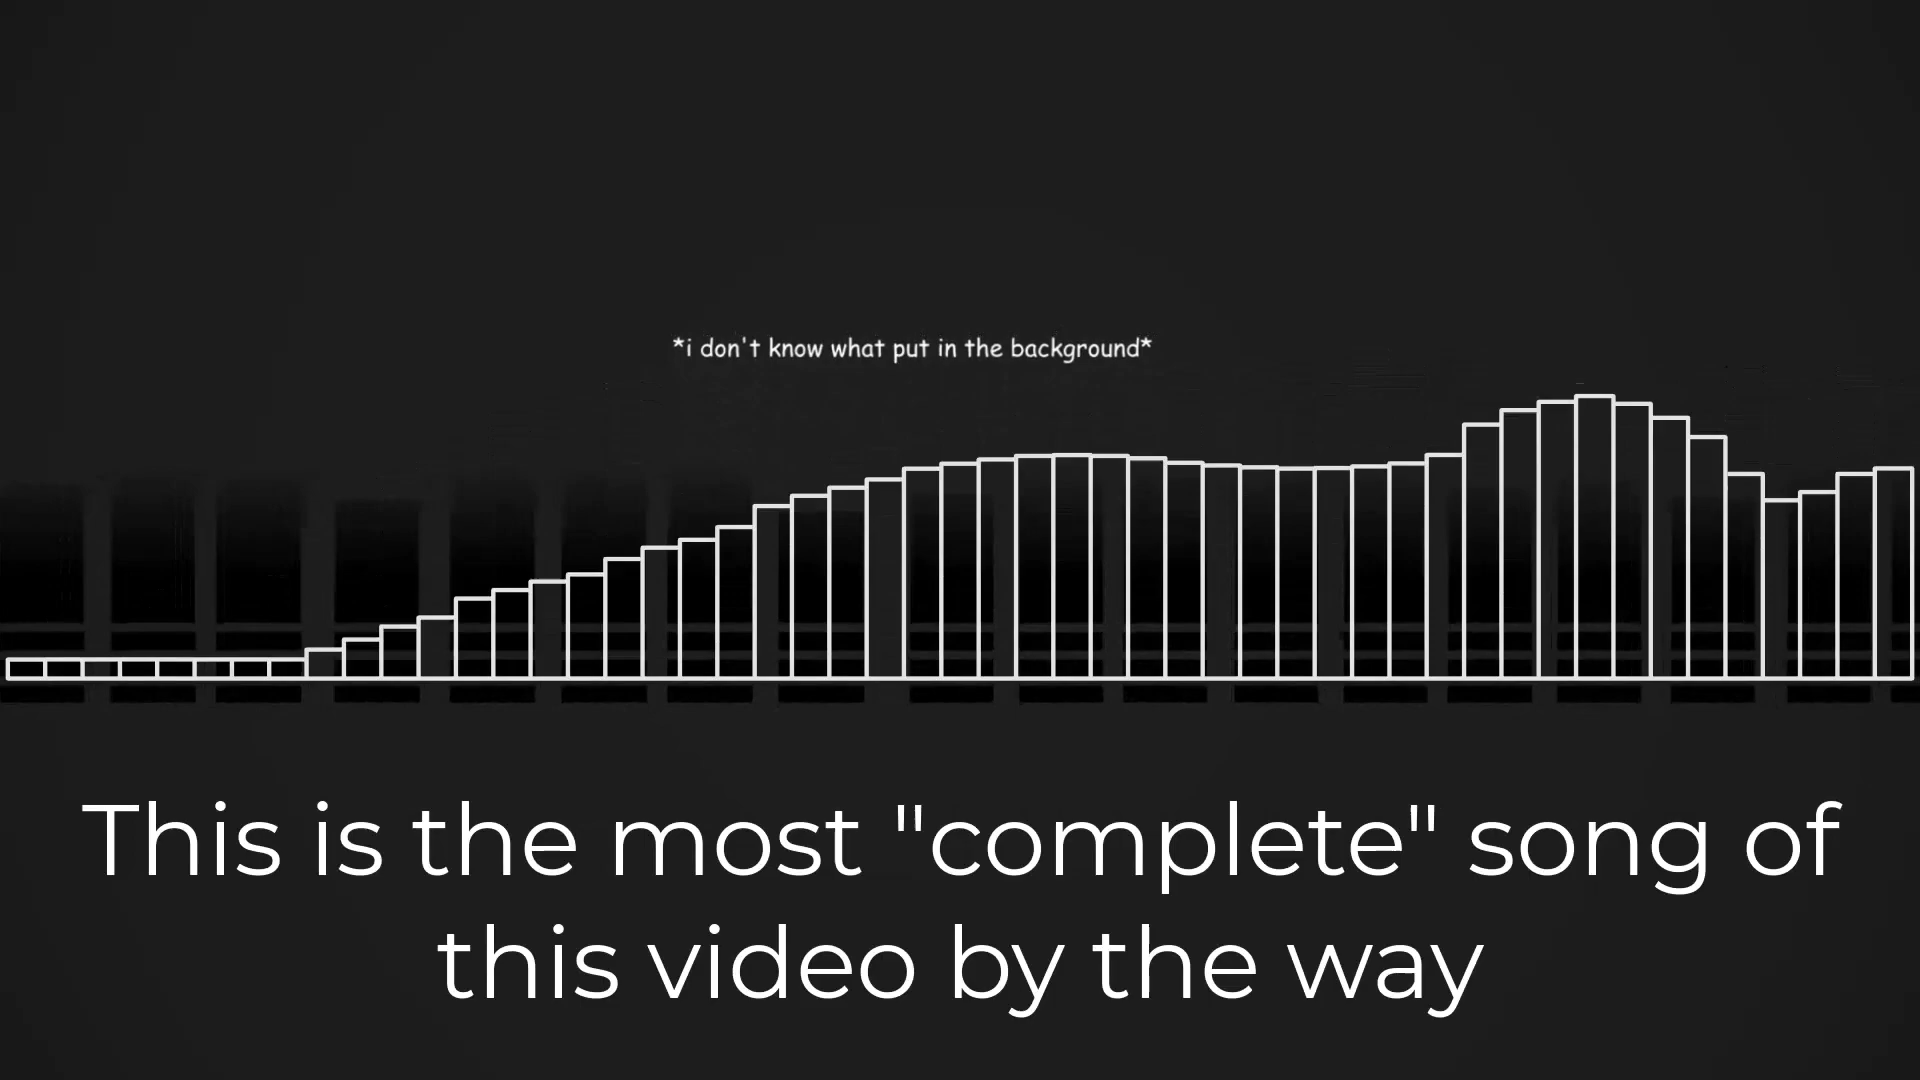 *i don't know what put in the background*
This is the most "complete" song of
this video by the way